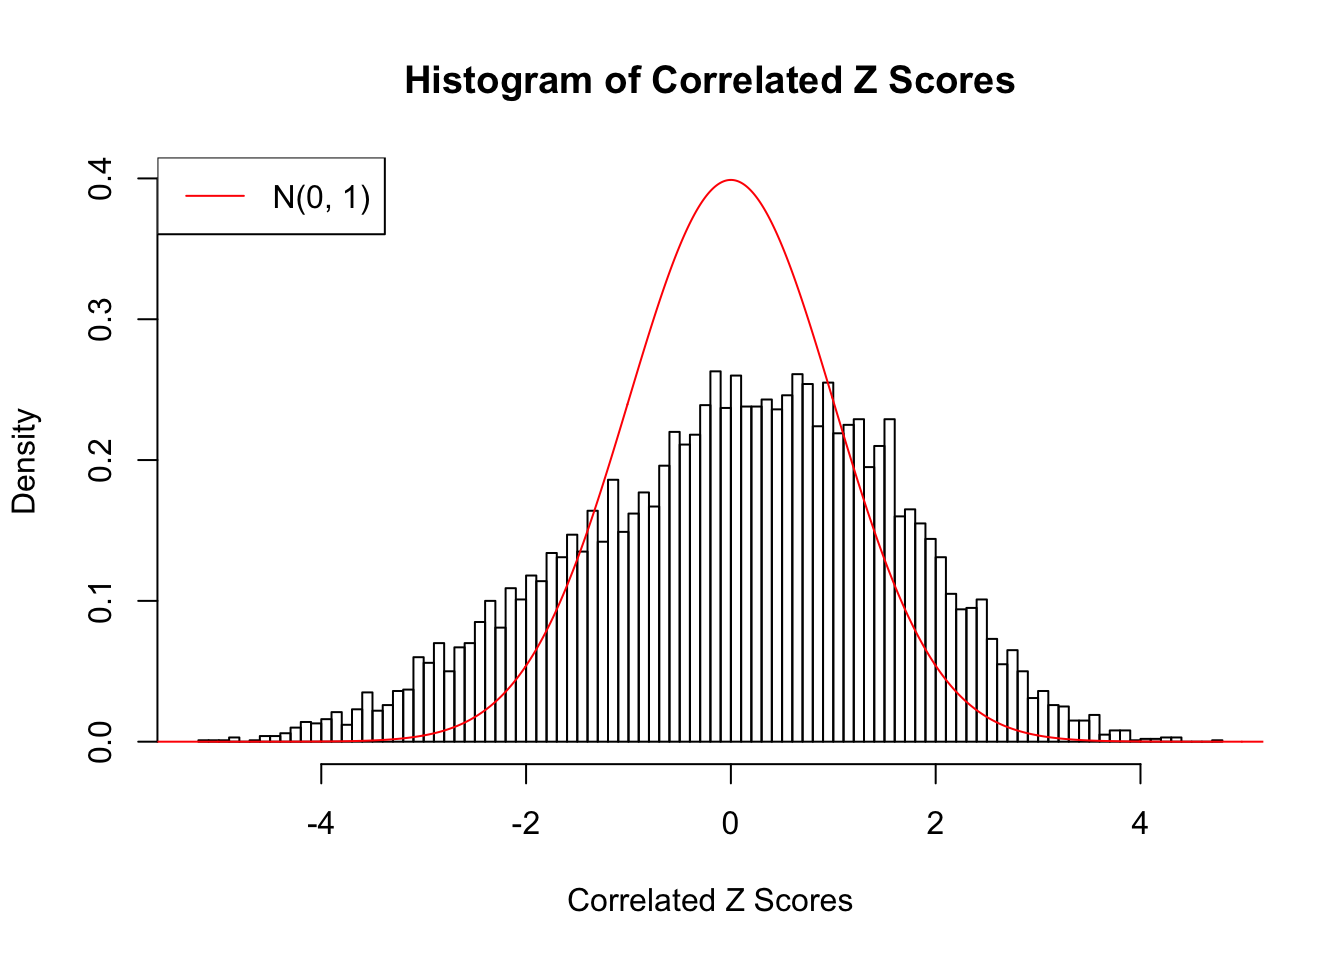 Histogram of Correlated Z Scores
N(0, 1)
0.4
0.3
0.2
0.1
0.0
Density
-4 -2 0 2 4
Correlated Z Scores